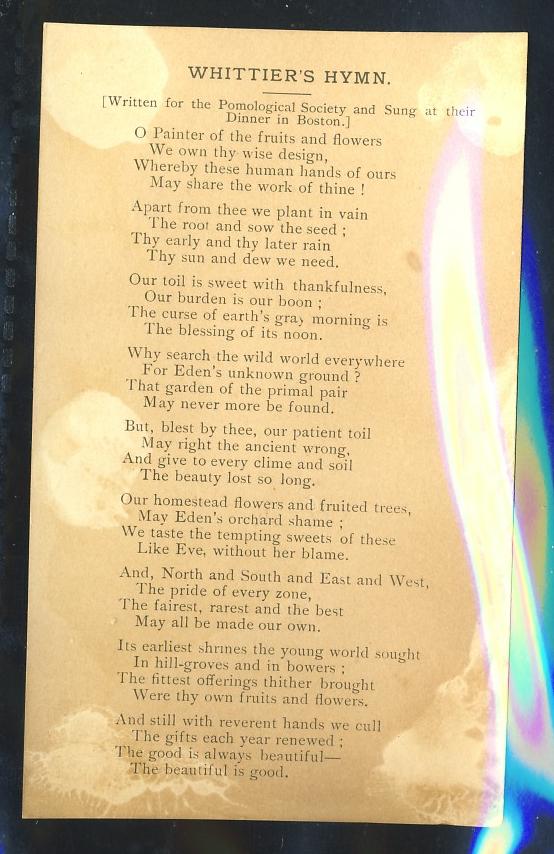 WHITTIER'S HYMN.
[Written for the Pomological Society and Sung at their
Dinner in Boston.]
O Painter of the fruits and flowers
We own thy wise design,
Whereby these human hands of ours
May share the work of thine !
Apart from thee we plant in vain
The root and sow the seed ;
Thy early and thy later rain
Thy sun and dew we need.
Our toil is sweet with thankfulness,
Our burden is our boon ;
The curse of earth's gray morning is
The blessing of its noon.
Why search the wild world everywhere
For Eden's unknown ground ?
That garden of the primal pair
May never more be found.
But, blest by thee, our patient toil
May right the ancient wrong,
And give to every clime and soil
The beauty lost so long.
Our homestead flowers and fruited trees,
May Eden's orchard shame ;
We taste the tempting sweets of these
Like Eve, without her blame.
And, North and South and East and West,
The pride of every zone,
The fairest, rarest and the best
May all be made our own.
Its earliest shrines the young world sought
In hill-groves and in bowers ;
The fittest offerings thither brought
Were thy own fruits and flowers.
And still with reverent hands we cull
The gifts each year renewed ;
The good is always beautiful—
The beautiful is good.